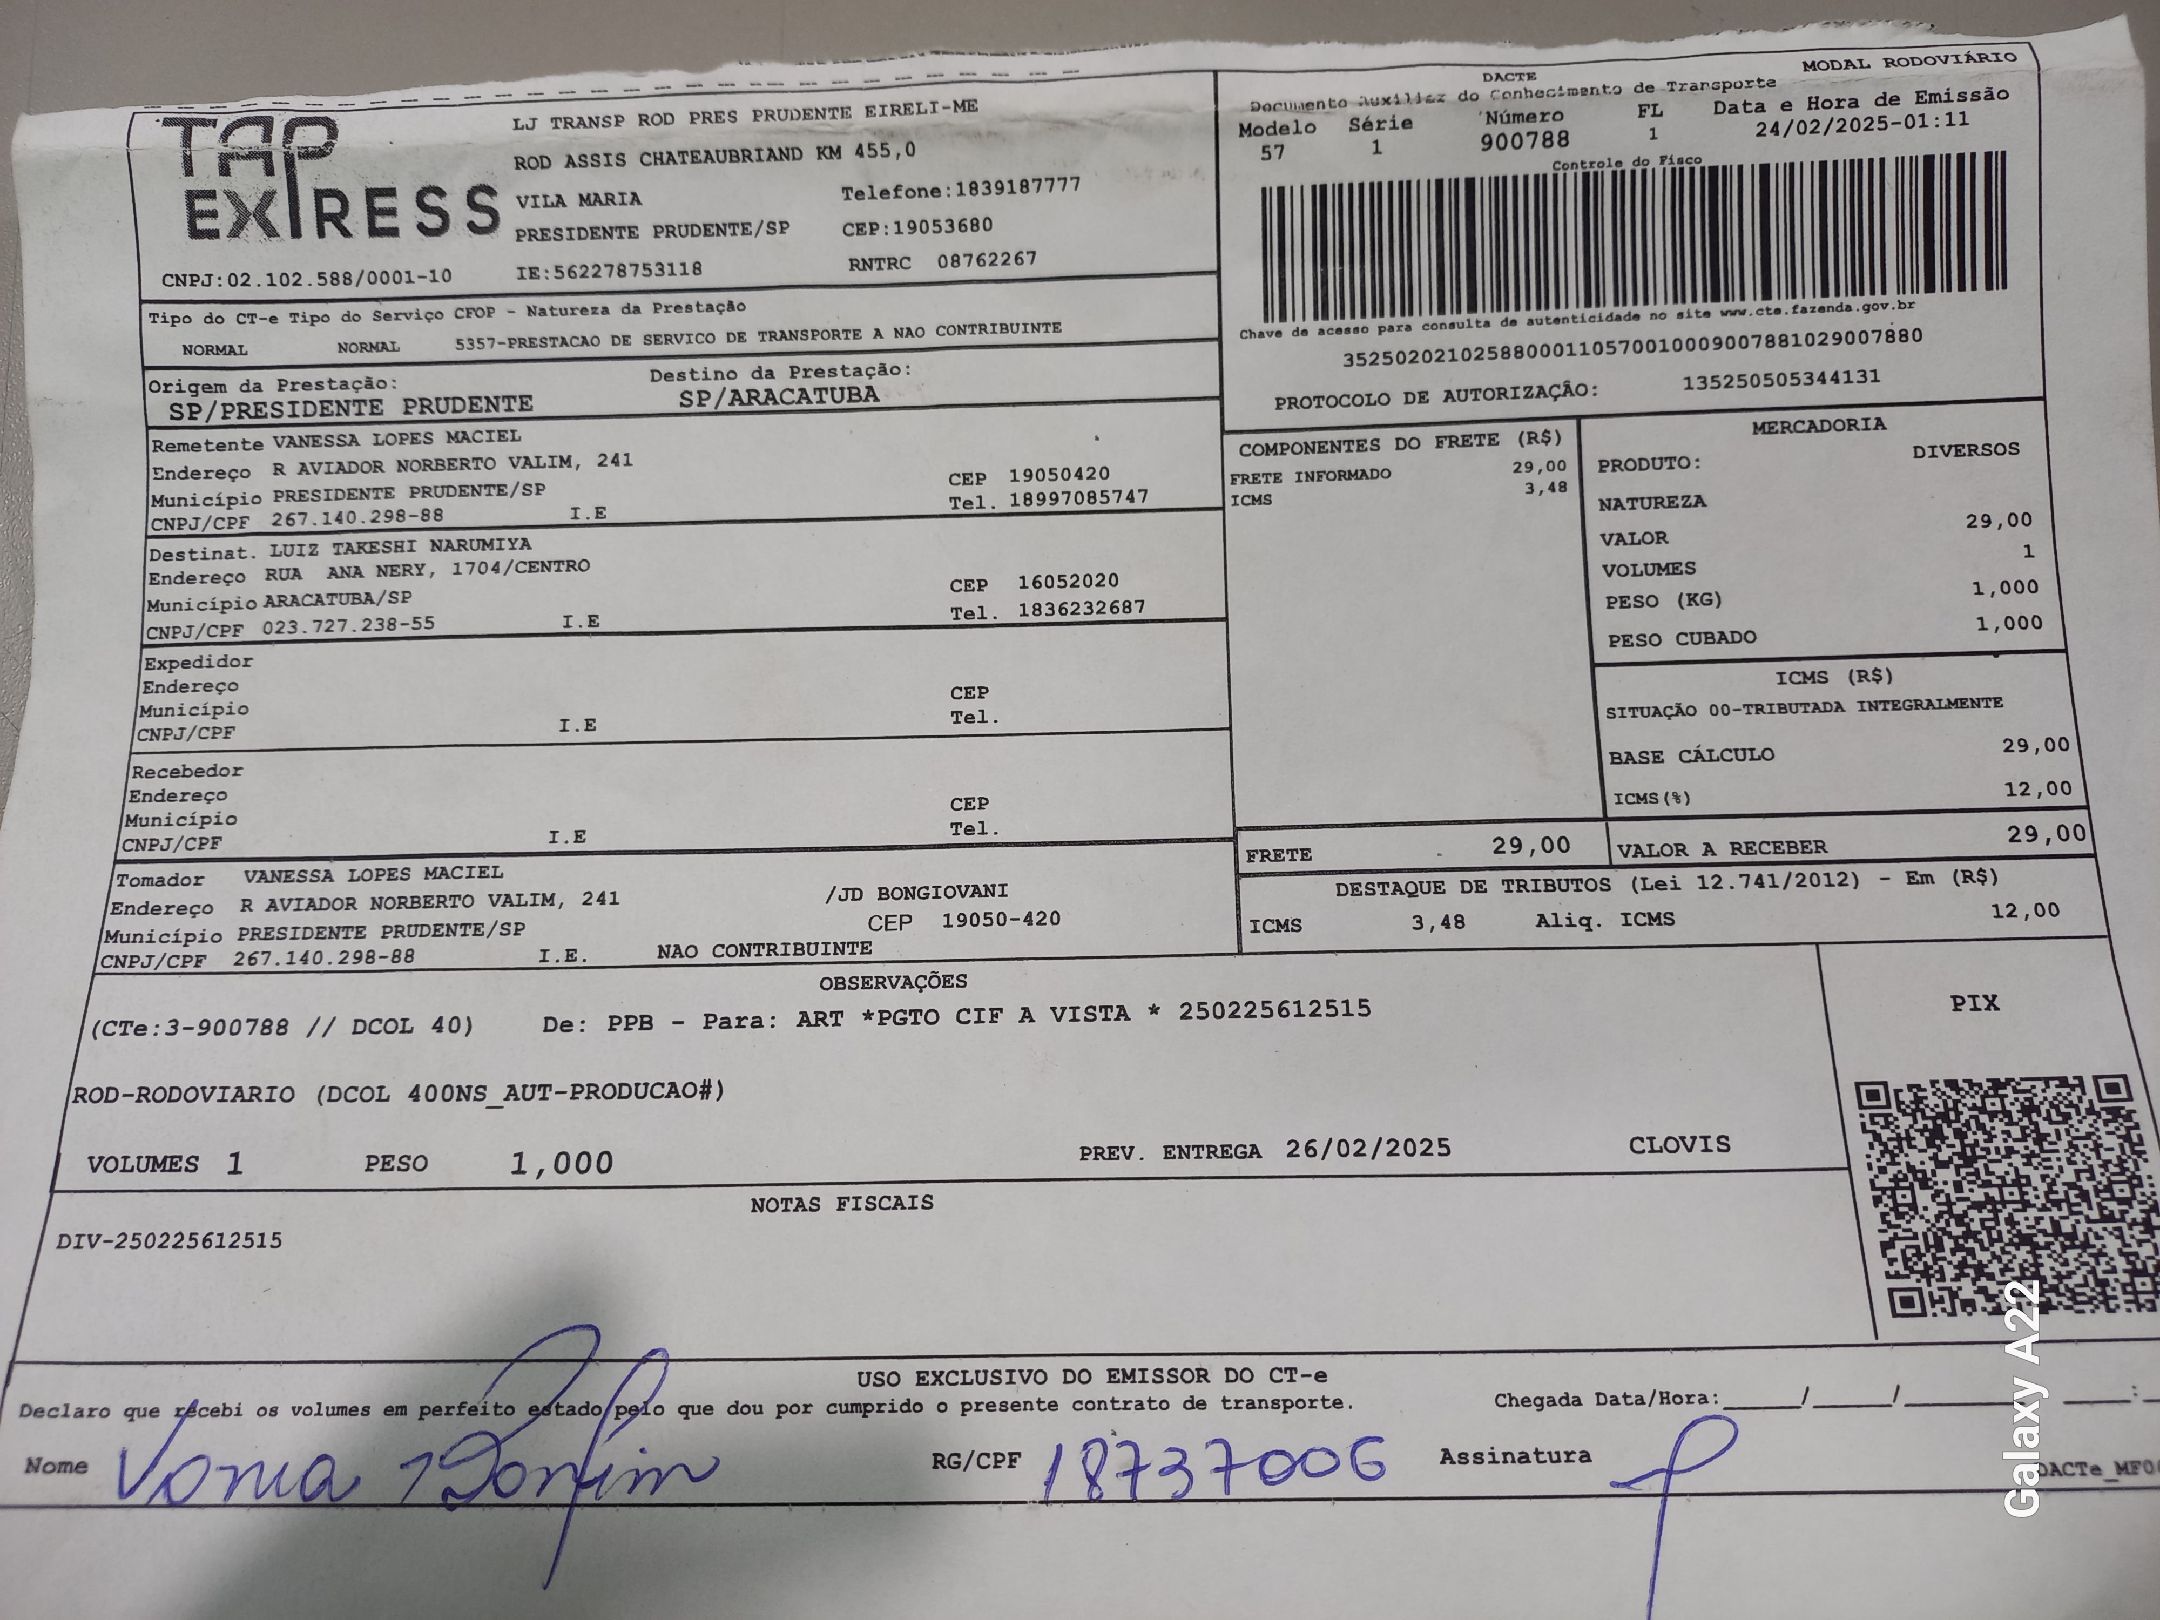 TAP EXPRESS
LJ TRANSP ROD PRES PRUDENTE EIRELI-ME
ROD ASSIS CHATEAUBRIAND KM 455,0
VILA MARIA Telefone:1839187777
PRESIDENTE PRUDENTE/SP CEP:19053680
CNPJ:02.102.588/0001-10 IE:562278753118 RNTRC 08762267
MODAL RODOVIÁRIO
DACTE
Documento Auxiliar do Conhecimento de Transporte
Modelo Série Número FL Data e Hora de Emissão
57 1 900788 1 24/02/2025-01:11
Controle do Fisco
Chave de acesso para consulta de autenticidade no site www.cte.fazenda.gov.br
35250202102588000110570010009007881029007880
PROTOCOLO DE AUTORIZAÇÃO: 135250505344131
Tipo do CT-e Tipo do Serviço CFOP - Natureza da Prestação
NORMAL NORMAL 5357-PRESTACAO DE SERVICO DE TRANSPORTE A NAO CONTRIBUINTE
Origem da Prestação: Destino da Prestação:
SP/PRESIDENTE PRUDENTE SP/ARACATUBA
Remetente VANESSA LOPES MACIEL
Endereço R AVIADOR NORBERTO VALIM, 241 CEP 19050420
Município PRESIDENTE PRUDENTE/SP Tel. 18997085747
CNPJ/CPF 267.140.298-88 I.E
Destinat. LUIZ TAKESHI NARUMIYA
Endereço RUA ANA NERY, 1704/CENTRO CEP 16052020
Município ARACATUBA/SP Tel. 1836232687
CNPJ/CPF 023.727.238-55 I.E
Expedidor
Endereço CEP
Município Tel.
CNPJ/CPF I.E
Recebedor
Endereço CEP
Município Tel.
CNPJ/CPF I.E
Tomador VANESSA LOPES MACIEL
Endereço R AVIADOR NORBERTO VALIM, 241 /JD BONGIOVANI
Município PRESIDENTE PRUDENTE/SP CEP 19050-420
CNPJ/CPF 267.140.298-88 I.E. NAO CONTRIBUINTE
COMPONENTES DO FRETE (R$)
FRETE INFORMADO 29,00
ICMS 3,48
MERCADORIA
PRODUTO: DIVERSOS
NATUREZA
VALOR 29,00
VOLUMES 1
PESO (KG) 1,000
PESO CUBADO 1,000
ICMS (R$)
SITUAÇÃO 00-TRIBUTADA INTEGRALMENTE
BASE CÁLCULO 29,00
ICMS(%) 12,00
FRETE 29,00 VALOR A RECEBER 29,00
DESTAQUE DE TRIBUTOS (Lei 12.741/2012) - Em (R$)
ICMS 3,48 Aliq. ICMS 12,00
OBSERVAÇÕES
(CTe:3-900788 // DCOL 40) De: PPB - Para: ART *PGTO CIF A VISTA * 250225612515
PIX
ROD-RODOVIARIO (DCOL 400NS_AUT-PRODUCAO#)
VOLUMES 1 PESO 1,000 PREV. ENTREGA 26/02/2025 CLOVIS
NOTAS FISCAIS
DIV-250225612515
USO EXCLUSIVO DO EMISSOR DO CT-e
Declaro que recebi os volumes em perfeito estado pelo que dou por cumprido o presente contrato de transporte. Chegada Data/Hora:____/____/____ ____:
Nome Vonia Bonfim RG/CPF 18737006 Assinatura
Galaxy A22